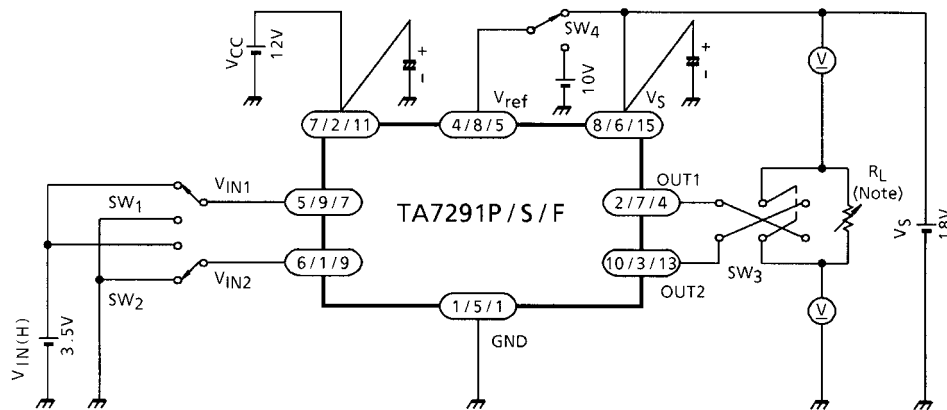 VCC
12V
+
-
SW4
10V
+
-
V
Vref
VS
7/2/11
4/8/5
8/6/15
VIN1
SW1
5/9/7
TA7291P/S/F
OUT1
2/7/4
RL
(Note)
VS
18V
6/1/9
VIN2
SW2
10/3/13
OUT2
SW3
V
1/5/1
GND
VIN(H)
3.5V